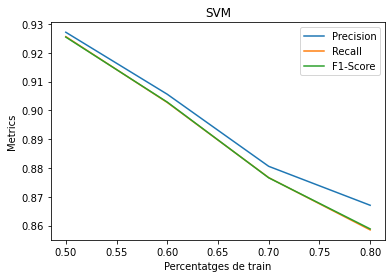 SVM
0.93
0.92
0.91
0.90
0.89
0.88
0.87
0.86
Metrics
Precision
Recall
F1-Score
0.50 0.55 0.60 0.65 0.70 0.75 0.80
Percentatges de train